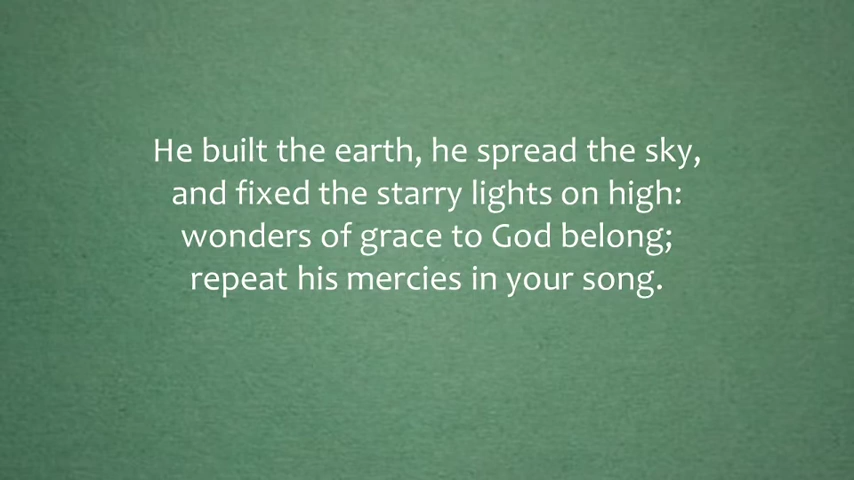 He built the earth, he spread the sky,
and fixed the starry lights on high:
wonders of grace to God belong;
repeat his mercies in your song.